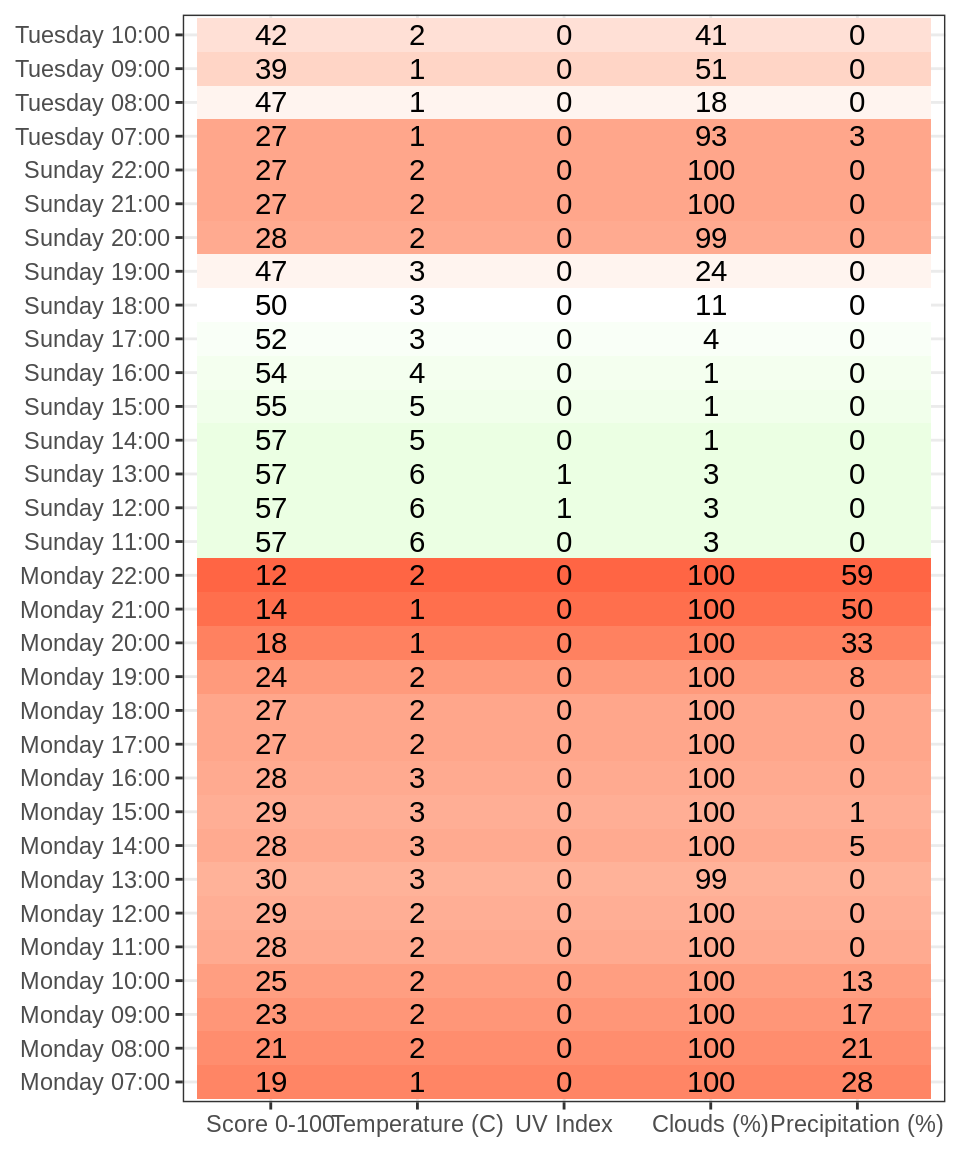 Tuesday 10:00 42 2 0 41 0
Tuesday 09:00 39 1 0 51 0
Tuesday 08:00 47 1 0 18 0
Tuesday 07:00 27 1 0 93 3
Sunday 22:00 27 2 0 100 0
Sunday 21:00 27 2 0 100 0
Sunday 20:00 28 2 0 99 0
Sunday 19:00 47 3 0 24 0
Sunday 18:00 50 3 0 11 0
Sunday 17:00 52 3 0 4 0
Sunday 16:00 54 4 0 1 0
Sunday 15:00 55 5 0 1 0
Sunday 14:00 57 5 0 1 0
Sunday 13:00 57 6 1 3 0
Sunday 12:00 57 6 1 3 0
Sunday 11:00 57 6 0 3 0
Monday 22:00 12 2 0 100 59
Monday 21:00 14 1 0 100 50
Monday 20:00 18 1 0 100 33
Monday 19:00 24 2 0 100 8
Monday 18:00 27 2 0 100 0
Monday 17:00 27 2 0 100 0
Monday 16:00 28 3 0 100 0
Monday 15:00 29 3 0 100 1
Monday 14:00 28 3 0 100 5
Monday 13:00 30 3 0 99 0
Monday 12:00 29 2 0 100 0
Monday 11:00 28 2 0 100 0
Monday 10:00 25 2 0 100 13
Monday 09:00 23 2 0 100 17
Monday 08:00 21 2 0 100 21
Monday 07:00 19 1 0 100 28
Score 0-100 Temperature (C) UV Index Clouds (%) Precipitation (%)